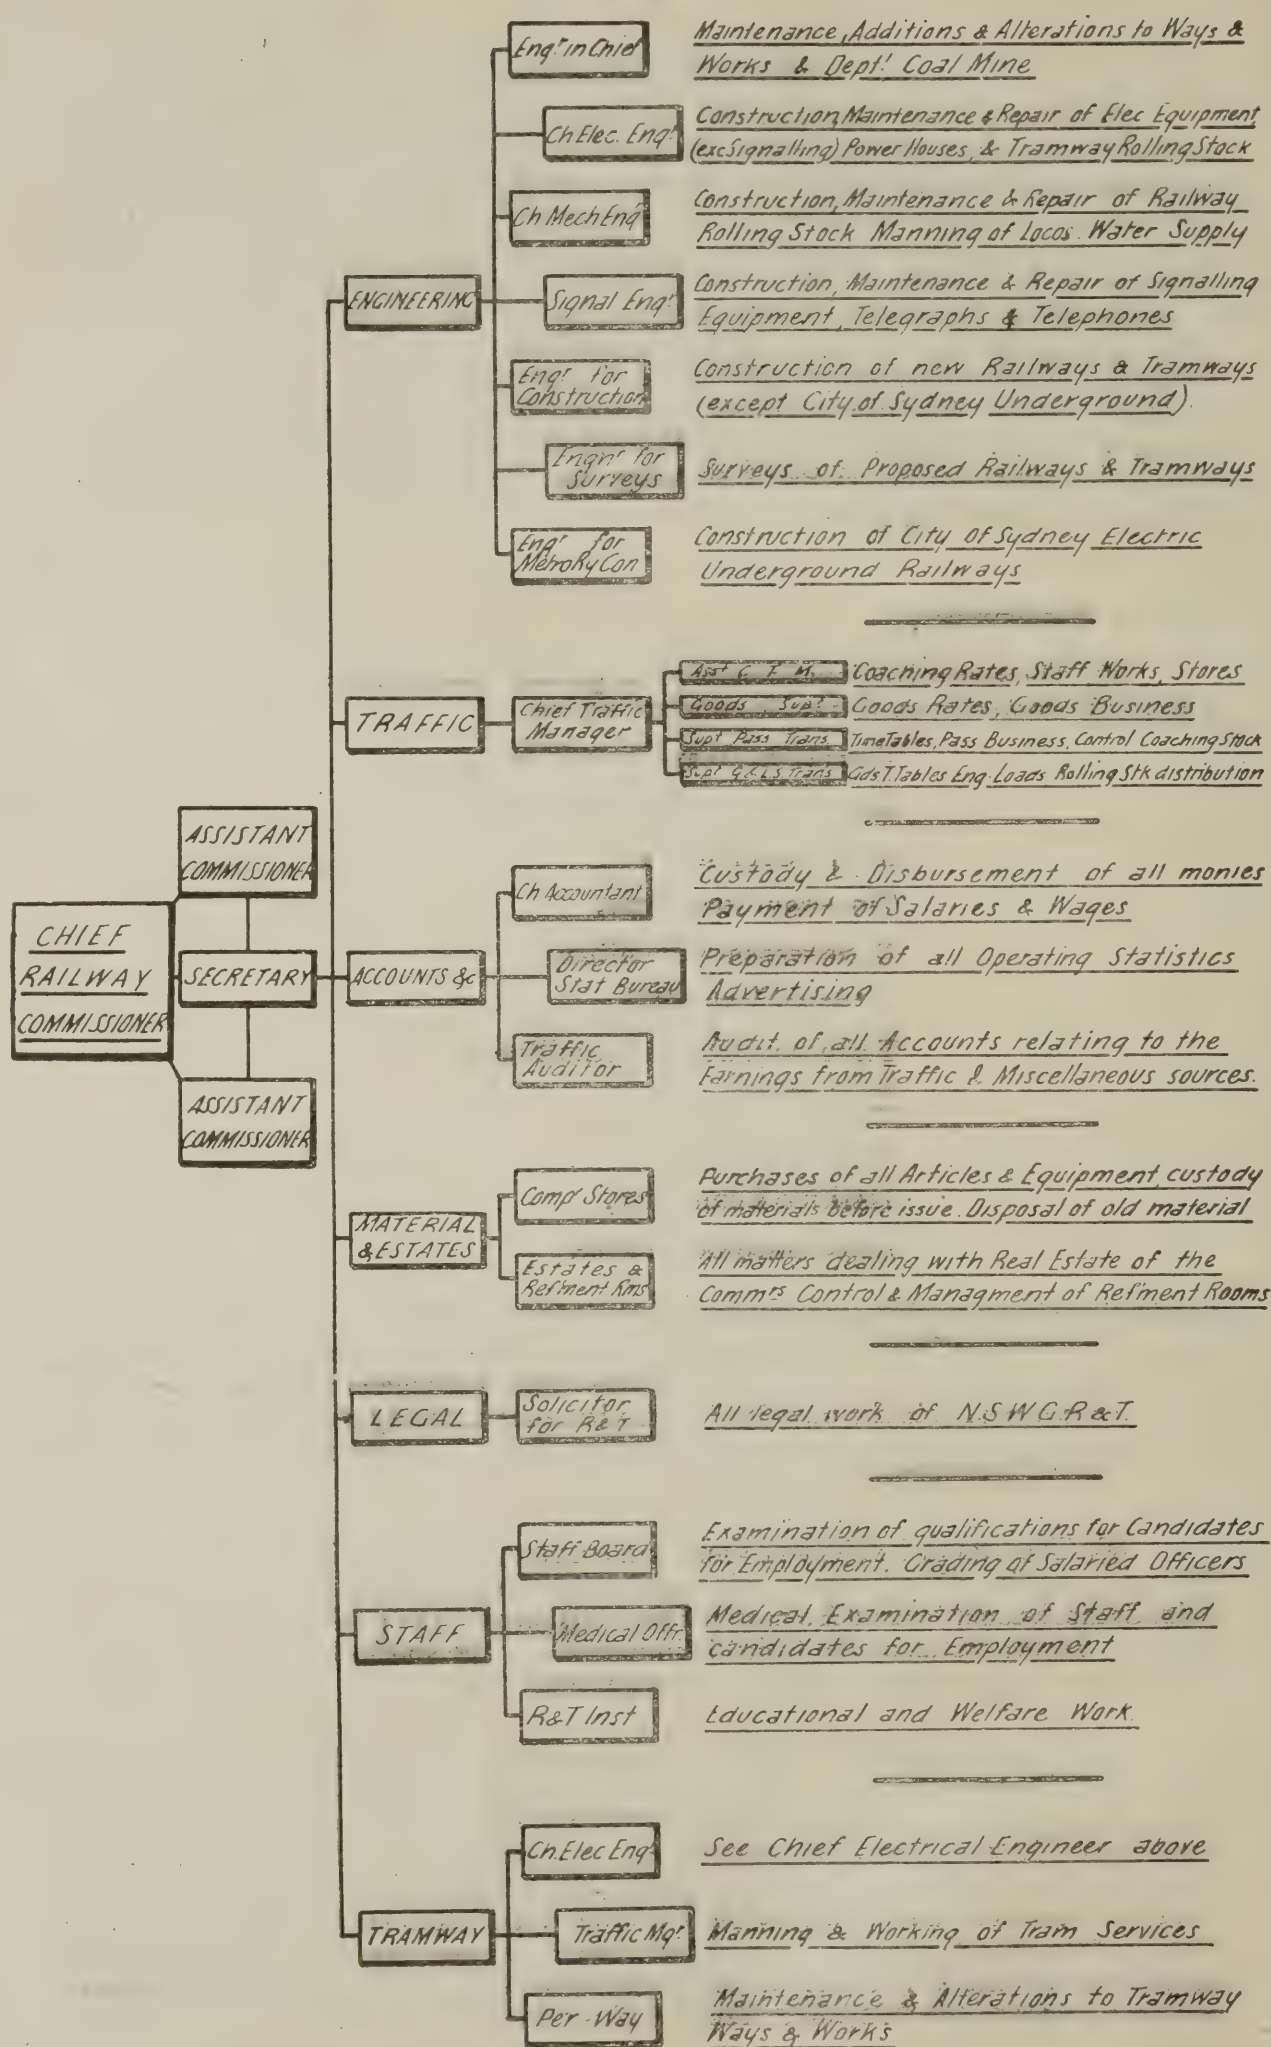 Engr in Chief
Maintenance, Additions & Alterations to Ways &
Works & Deptl Coal Mine
Ch Elec. Engr
Construction, Maintenance & Repair of Elec Equipment
(exc Signalling) Power Houses, & Tramway Rolling Stock
Ch Mech Engr
Construction, Maintenance & Repair of Railway
Rolling Stock Manning of Locos. Water Supply
ENGINEERING
Signal Engr
Construction, Maintenance & Repair of Signalling
Equipment, Telegraphs & Telephones
Engr for
Construction
Construction of new Railways & Tramways
(except City of Sydney Underground).
Engnr for
Surveys
Surveys of Proposed Railways & Tramways
Engr for
Metro Ry Con
Construction of City of Sydney Electric
Underground Railways
TRAFFIC
Chief Traffic
Manager
Asst C. T. M.
Coaching Rates, Staff Works, Stores
Goods Supt
Goods Rates, Goods Business
Supt Pass Trans.
Time Tables, Pass Business, Control Coaching Stock
Supt G. & L.S Trans
Gds T. Tables Eng. Loads Rolling Stk distribution
ASSISTANT
COMMISSIONER
CHIEF
RAILWAY
COMMISSIONER
SECRETARY
ASSISTANT
COMMISSIONER
ACCOUNTS &c
Ch Accountant
Custody & Disbursement of all monies
Payment of Salaries & Wages
Director
Stat Bureau
Preparation of all Operating Statistics
Advertising
Traffic
Auditor
Audit of all Accounts relating to the
Earnings from Traffic & Miscellaneous sources.
MATERIAL
& ESTATES
Compr Stores
Purchases of all Articles & Equipment, custody
of materials before issue. Disposal of old material
Estates &
Ref'ment Rms
All matters dealing with Real Estate of the
Commrs Control & Managment of Ref'ment Rooms
LEGAL
Solicitor
for R & T
All legal work of N.S.W.G.R & T.
STAFF
Staff Board
Examination of qualifications for Candidates
for Employment. Grading of Salaried Officers
Medical Offr.
Medical Examination of Staff and
candidates for Employment
R & T Inst
Educational and Welfare Work.
TRAMWAY
Ch. Elec Engr
See Chief Electrical Engineer above
Traffic Mgr
Manning & Working of Tram Services
Per-Way
Maintenance & Alterations to Tramway
Ways & Works